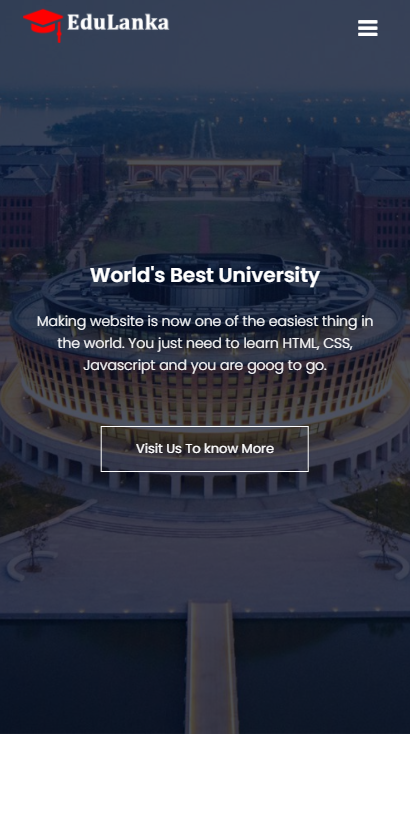 EduLanka
World's Best University
Making website is now one of the easiest thing in
the world. You just need to learn HTML, CSS,
Javascript and you are goog to go.
Visit Us To know More